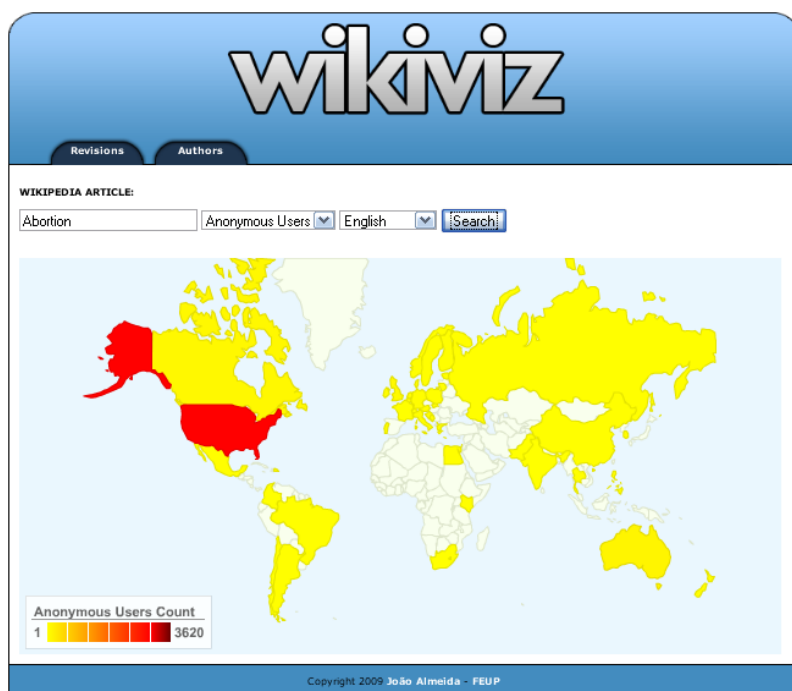 wikiviz
Revisions Authors
WIKIPEDIA ARTICLE:
Abortion Anonymous Users English Search
Anonymous Users Count
1 3620
Copyright 2009 João Almeida - FEUP